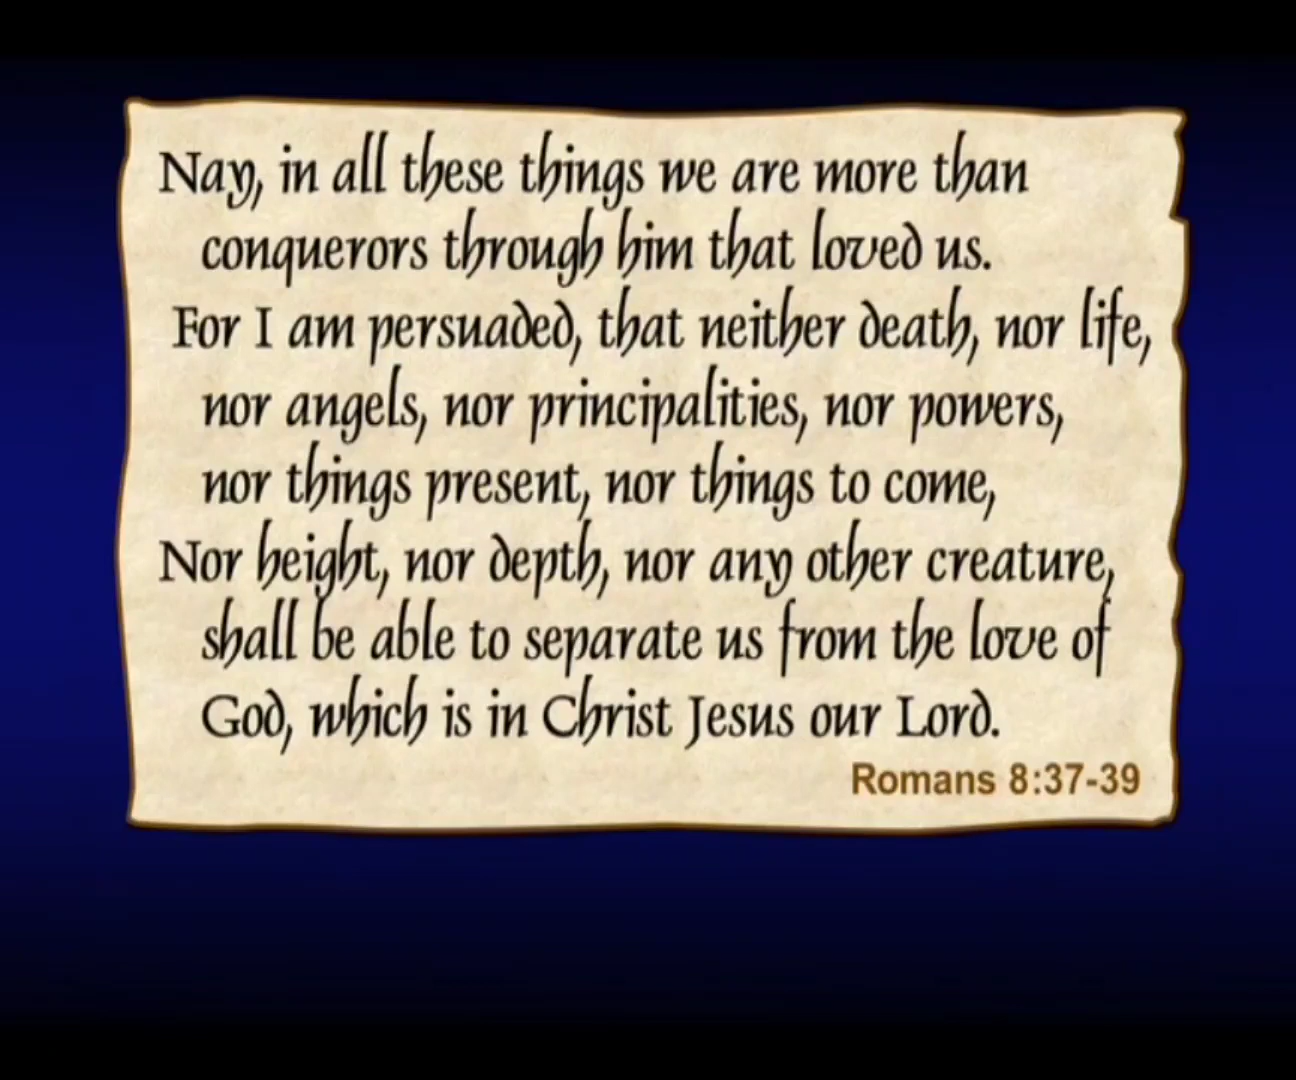 Nay, in all these things we are more than
conquerors through him that loved us.
For I am persuaded, that neither death, nor life,
nor angels, nor principalities, nor powers,
nor things present, nor things to come,
Nor height, nor depth, nor any other creature,
shall be able to separate us from the love of
God, which is in Christ Jesus our Lord.
Romans 8:37-39